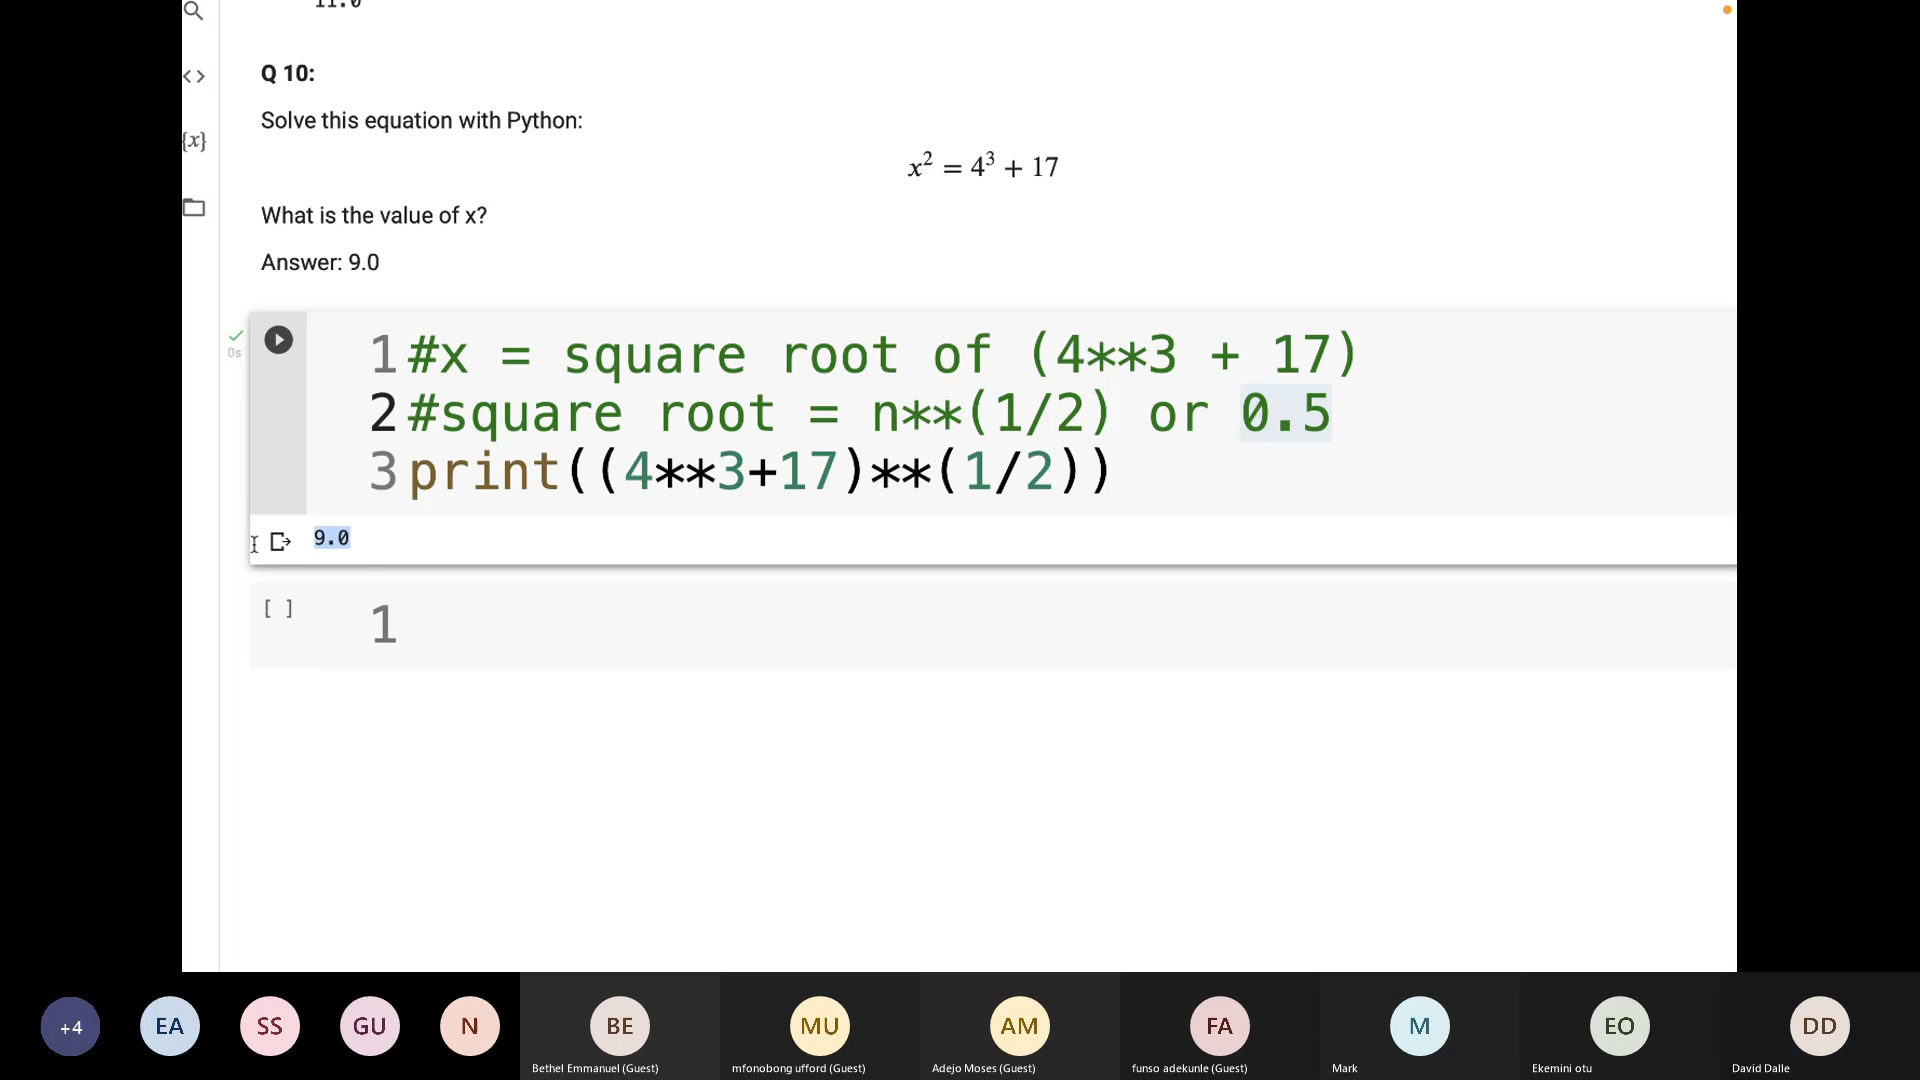 11.0
Q 10:
Solve this equation with Python:
x² = 4³ + 17
What is the value of x?
Answer: 9.0
0s
1 #x = square root of (4**3 + 17)
2 #square root = n**(1/2) or 0.5
3 print((4**3+17)**(1/2))
9.0
[ ] 1
{x}
+4 EA SS GU N BE MU AM FA M EO DD
Bethel Emmanuel (Guest) mfonobong ufford (Guest) Adejo Moses (Guest) funso adekunle (Guest) Mark Ekemini otu David Dalle